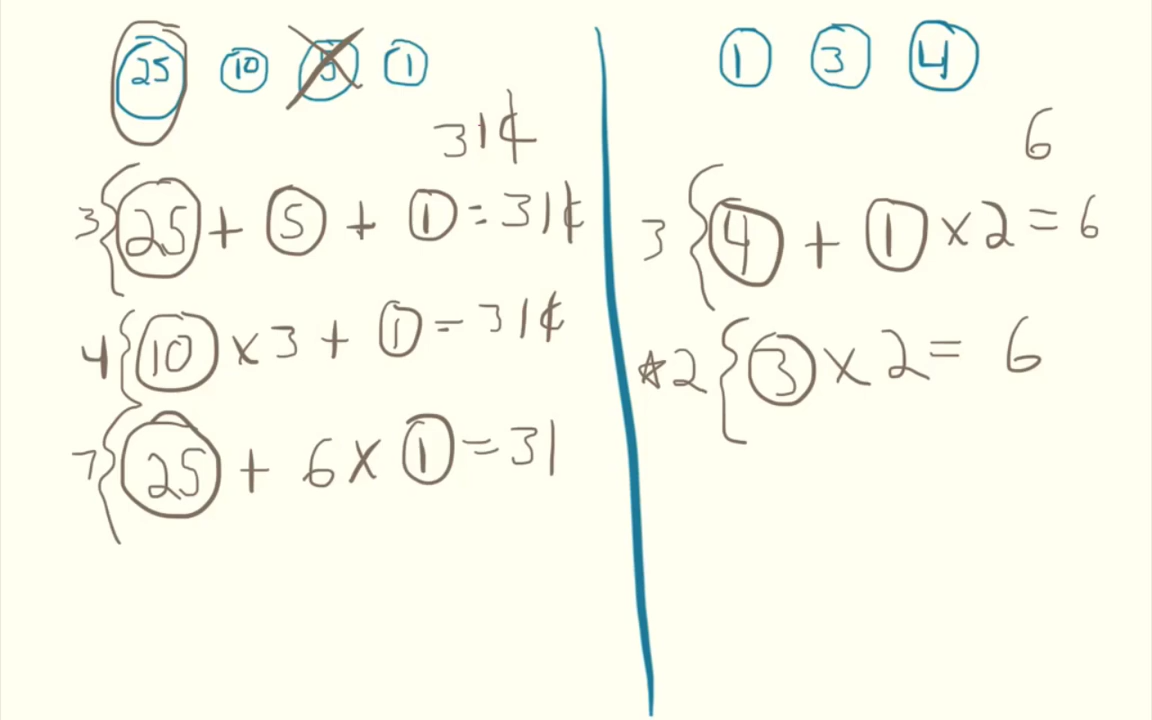 25 10 5 1
31¢
3{ 25 + 5 + 1 = 31¢
4{ 10 x 3 + 1 = 31¢
7{ 25 + 6 x 1 = 31
1 3 4
6
3{ 4 + 1 x 2 = 6
☆2{ 3 x 2 = 6